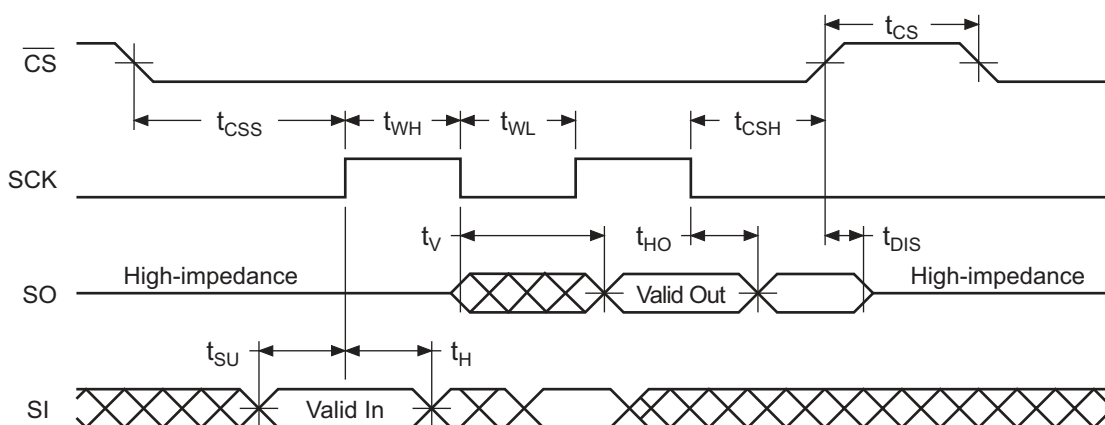 t_CS
C̅S̅
t_CSS t_WH t_WL t_CSH
SCK
t_V t_HO t_DIS
High-impedance High-impedance
SO Valid Out
t_SU t_H
SI Valid In